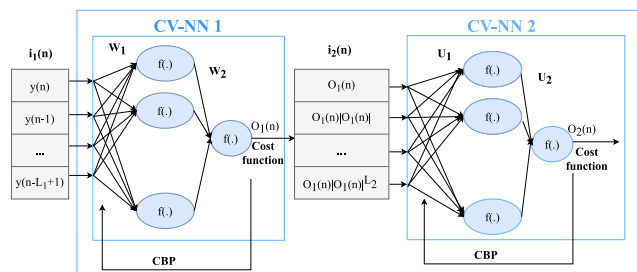 CV-NN 1
CV-NN 2
i₁(n)
W₁
W₂
y(n)
y(n-1)
...
y(n-L₁+1)
f(.)
f(.)
f(.)
f(.)
O₁(n)
Cost
function
CBP
i₂(n)
U₁
U₂
O₁(n)
O₁(n)|O₁(n)|
...
O₁(n)|O₁(n)|ᴸ2
f(.)
f(.)
f(.)
f(.)
O₂(n)
Cost
function
CBP